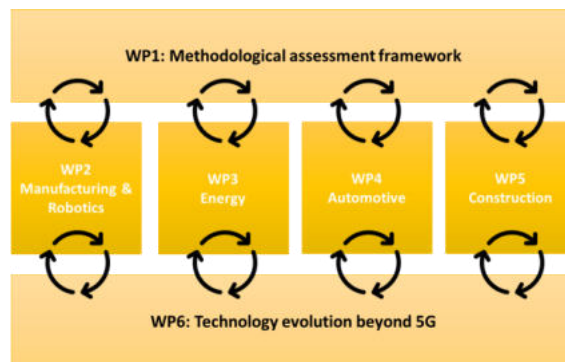 WP1: Methodological assessment framework
WP2
Manufacturing &
Robotics
WP3
Energy
WP4
Automotive
WP5
Construction
WP6: Technology evolution beyond 5G